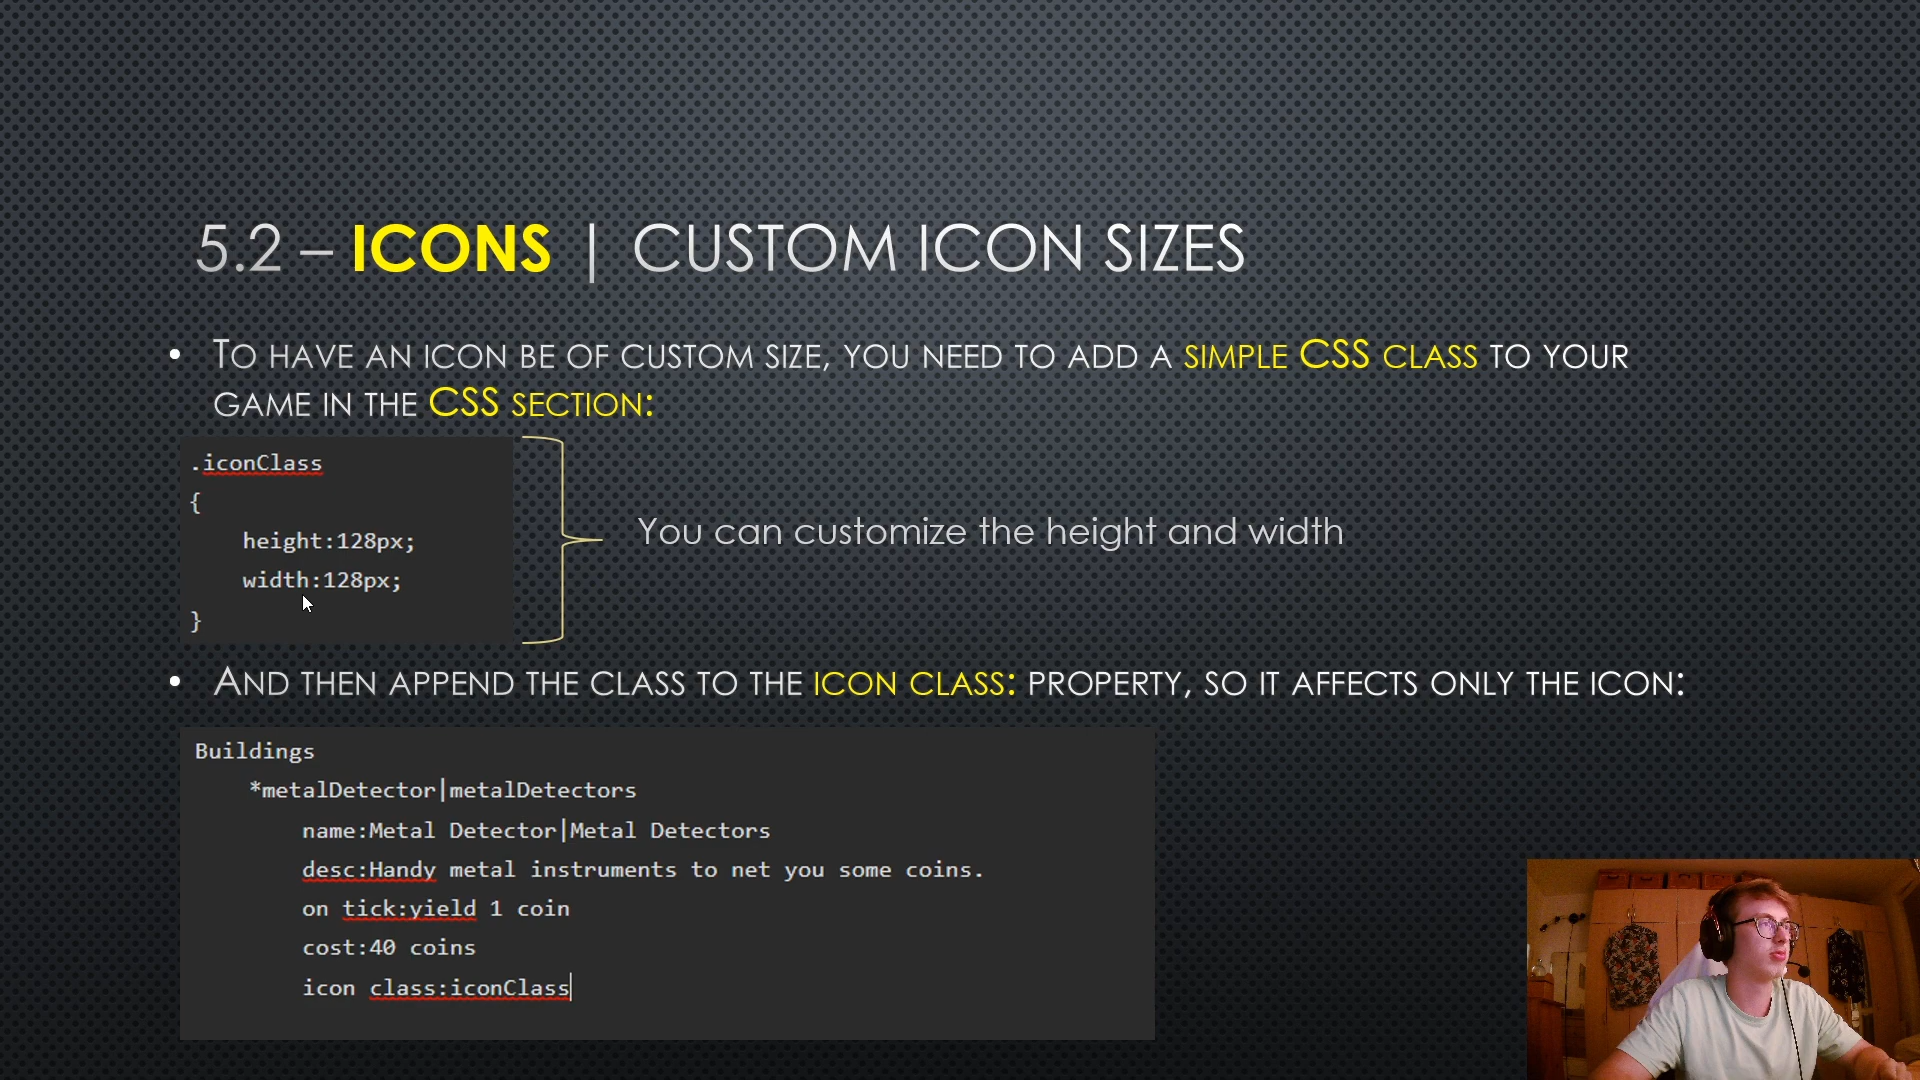 5.2 – ICONS | CUSTOM ICON SIZES
• TO HAVE AN ICON BE OF CUSTOM SIZE, YOU NEED TO ADD A SIMPLE CSS CLASS TO YOUR
GAME IN THE CSS SECTION:
.iconClass
{
height:128px;
width:128px;
}
You can customize the height and width
• AND THEN APPEND THE CLASS TO THE ICON CLASS: PROPERTY, SO IT AFFECTS ONLY THE ICON:
Buildings
*metalDetector|metalDetectors
name:Metal Detector|Metal Detectors
desc:Handy metal instruments to net you some coins.
on tick:yield 1 coin
cost:40 coins
icon class:iconClass